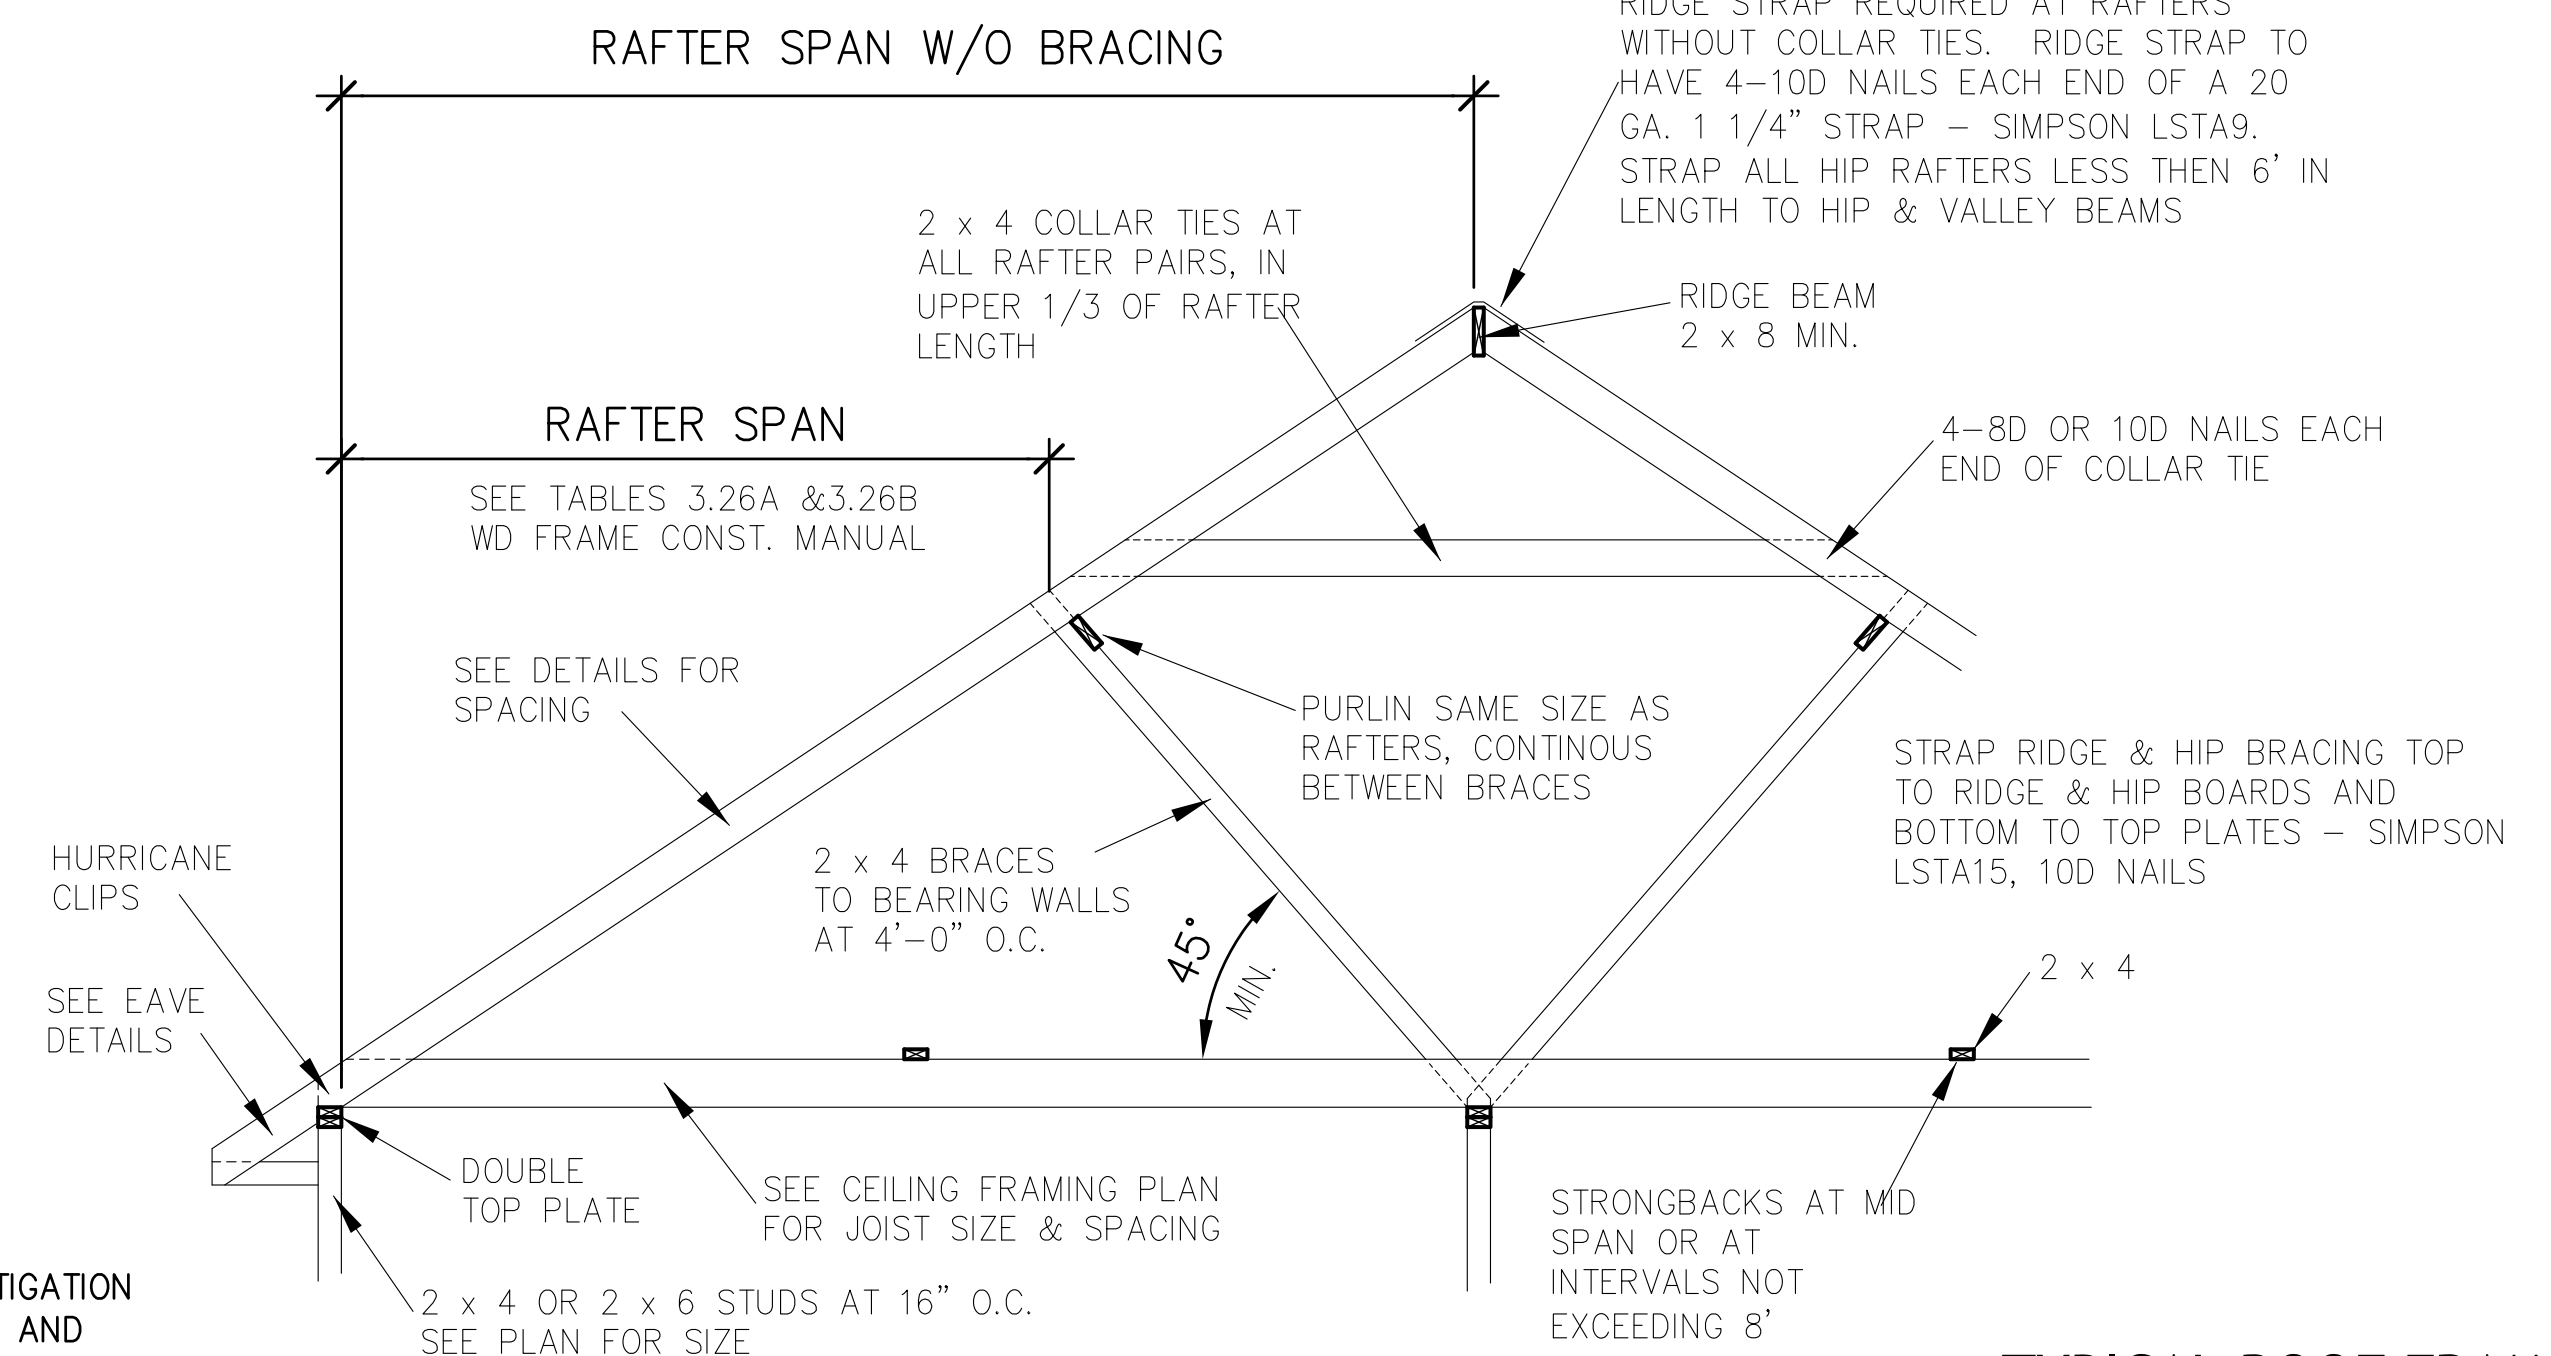 RAFTER SPAN W/O BRACING
RIDGE STRAP REQUIRED AT RAFTERS
WITHOUT COLLAR TIES. RIDGE STRAP TO
HAVE 4-10D NAILS EACH END OF A 20
GA. 1 1/4" STRAP - SIMPSON LSTA9.
STRAP ALL HIP RAFTERS LESS THEN 6' IN
LENGTH TO HIP & VALLEY BEAMS
2 x 4 COLLAR TIES AT
ALL RAFTER PAIRS, IN
UPPER 1/3 OF RAFTER
LENGTH
RIDGE BEAM
2 x 8 MIN.
RAFTER SPAN
SEE TABLES 3.26A &3.26B
WD FRAME CONST. MANUAL
4-8D OR 10D NAILS EACH
END OF COLLAR TIE
SEE DETAILS FOR
SPACING
PURLIN SAME SIZE AS
RAFTERS, CONTINOUS
BETWEEN BRACES
STRAP RIDGE & HIP BRACING TOP
TO RIDGE & HIP BOARDS AND
BOTTOM TO TOP PLATES - SIMPSON
LSTA15, 10D NAILS
HURRICANE
CLIPS
2 x 4 BRACES
TO BEARING WALLS
AT 4'-0" O.C.
45°
MIN.
2 x 4
SEE EAVE
DETAILS
DOUBLE
TOP PLATE
SEE CEILING FRAMING PLAN
FOR JOIST SIZE & SPACING
STRONGBACKS AT MID
SPAN OR AT
INTERVALS NOT
EXCEEDING 8'
TIGATION
AND
2 x 4 OR 2 x 6 STUDS AT 16" O.C.
SEE PLAN FOR SIZE